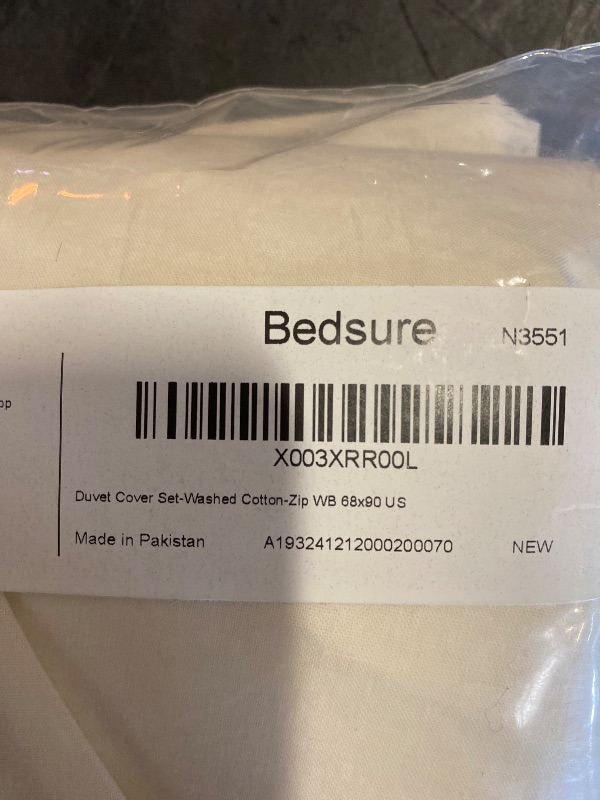 Bedsure N3551
X003XRR00L
Duvet Cover Set-Washed Cotton-Zip WB 68x90 US
Made in Pakistan A193241212000200070 NEW